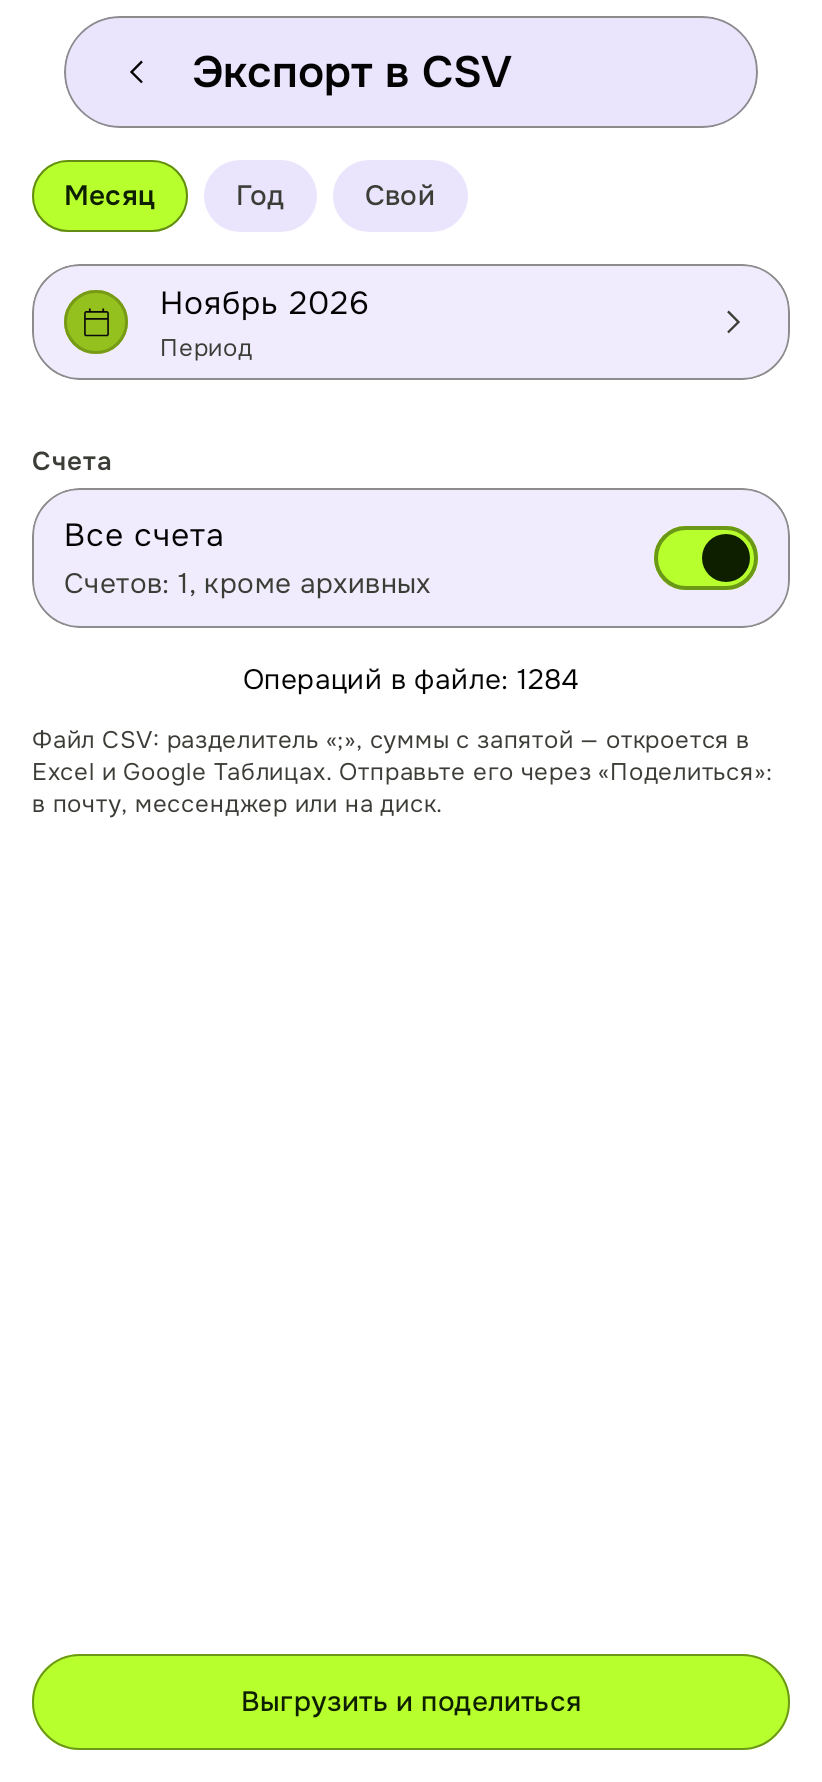 Экспорт в CSV
Месяц Год Свой
Ноябрь 2026
Период
Счета
Все счета
Счетов: 1, кроме архивных
Операций в файле: 1284
Файл CSV: разделитель «;», суммы с запятой — откроется в
Excel и Google Таблицах. Отправьте его через «Поделиться»:
в почту, мессенджер или на диск.
Выгрузить и поделиться